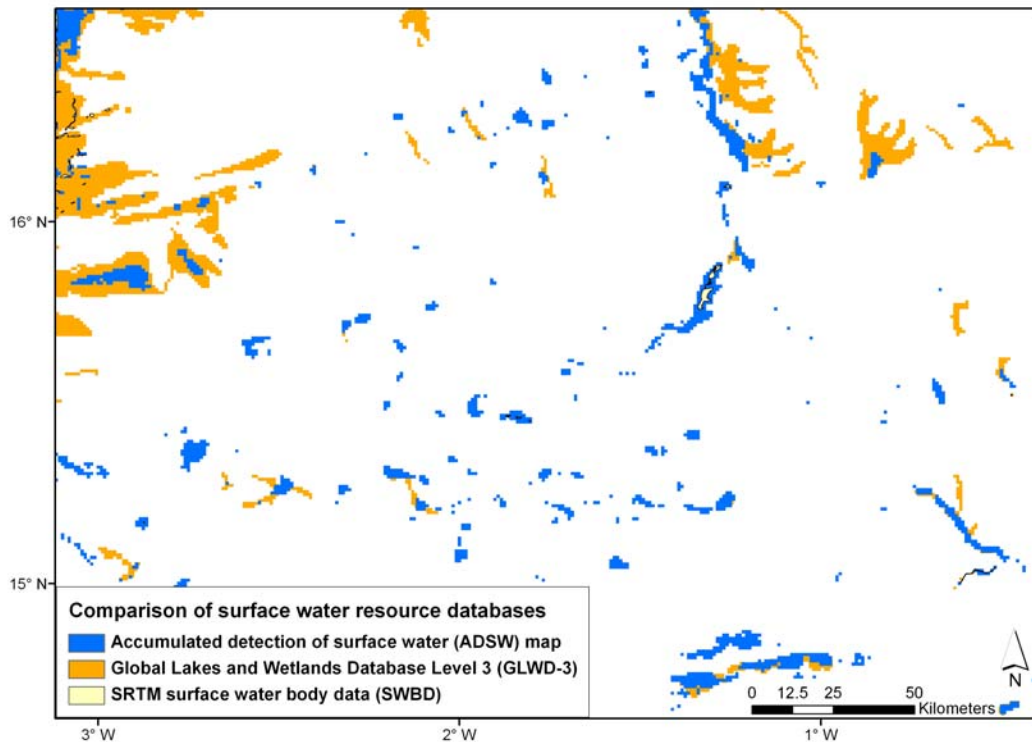 16° N
15° N
Comparison of surface water resource databases
Accumulated detection of surface water (ADSW) map
Global Lakes and Wetlands Database Level 3 (GLWD-3)
SRTM surface water body data (SWBD)
N
0 12.5 25 50
Kilometers
3° W 2° W 1° W